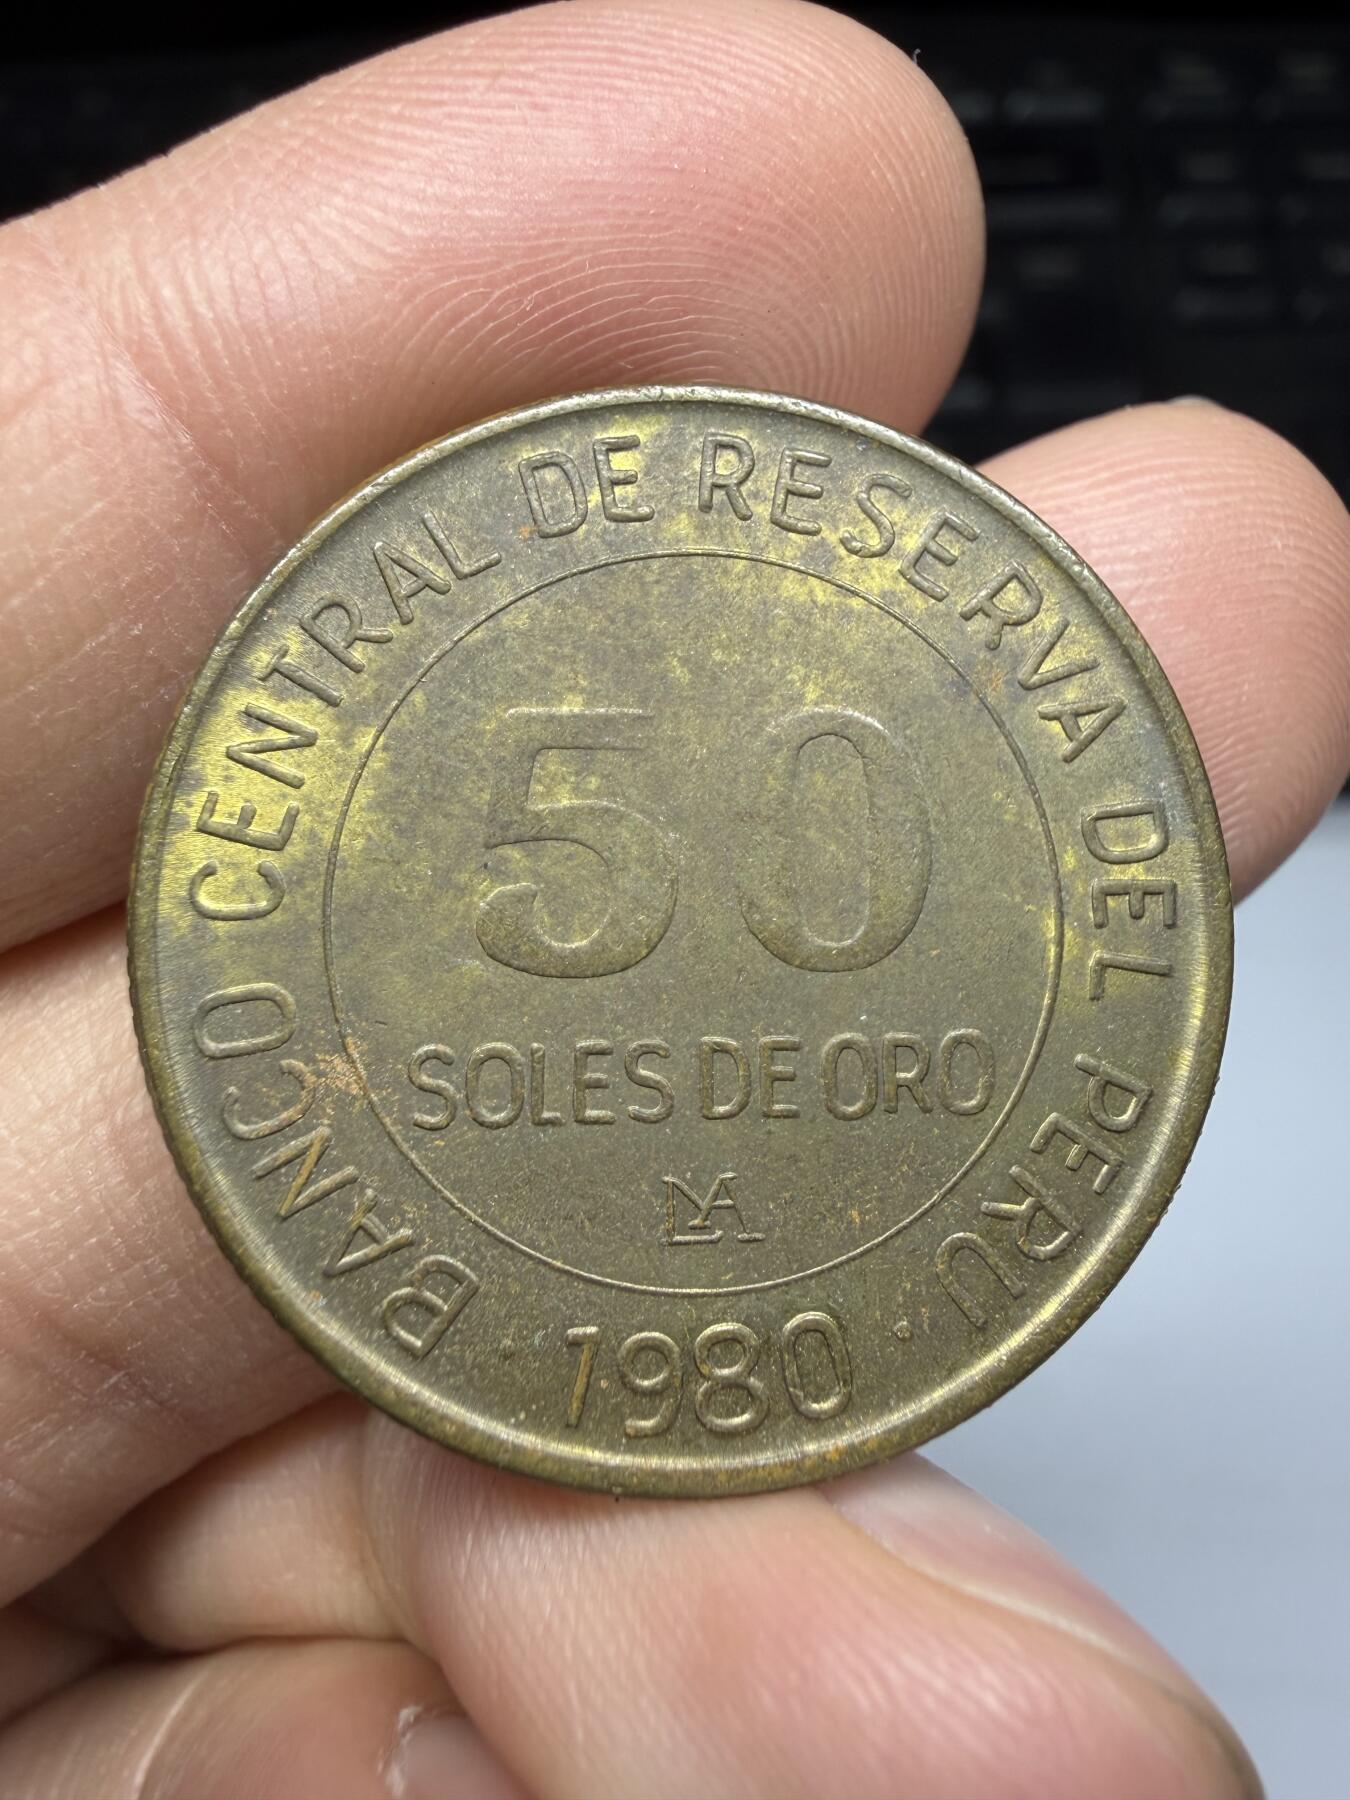 BANCO CENTRAL DE RESERVA DEL PERU
50
SOLES DE ORO
LMA
· 1980 ·